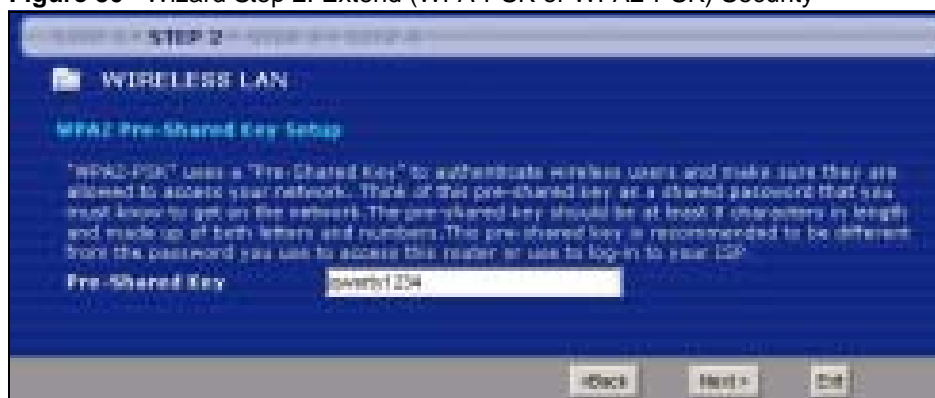 Wizard Step 2: Extend (WPA-PSK or WPA2-PSK) Security
STEP 2
WIRELESS LAN
WPA2 Pre-Shared Key Setup
"WPA2-PSK" uses a "Pre-Shared Key" to authenticate wireless users and make sure they are
allowed to access your network. Think of this pre-shared key as a shared password that you
must know to get on the network. The pre-shared key should be at least 8 characters in length
and made up of both letters and numbers. This pre-shared key is recommended to be different
from the password you use to access this router or use to log-in to your ISP.
Pre-Shared Key
qwerty1234
<Back
Next >
Exit